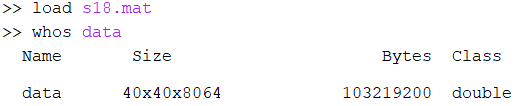 >> load s18.mat
>> whos data
Name Size Bytes Class
data 40x40x8064 103219200 double